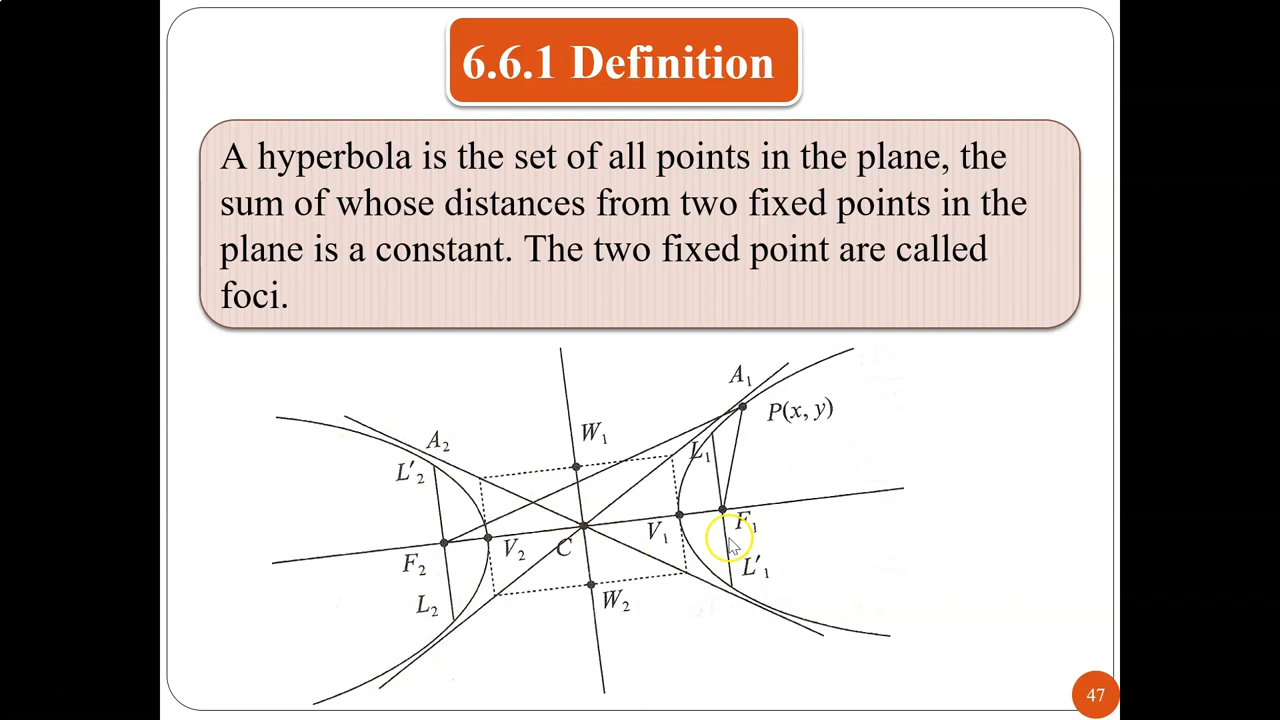 6.6.1 Definition
A hyperbola is the set of all points in the plane, the
sum of whose distances from two fixed points in the
plane is a constant. The two fixed point are called
foci.
A₁
P(x, y)
W₁
A₂
L₁
L′₂
F₁
V₁
V₂
C
F₂
L′₁
L₂
W₂
47